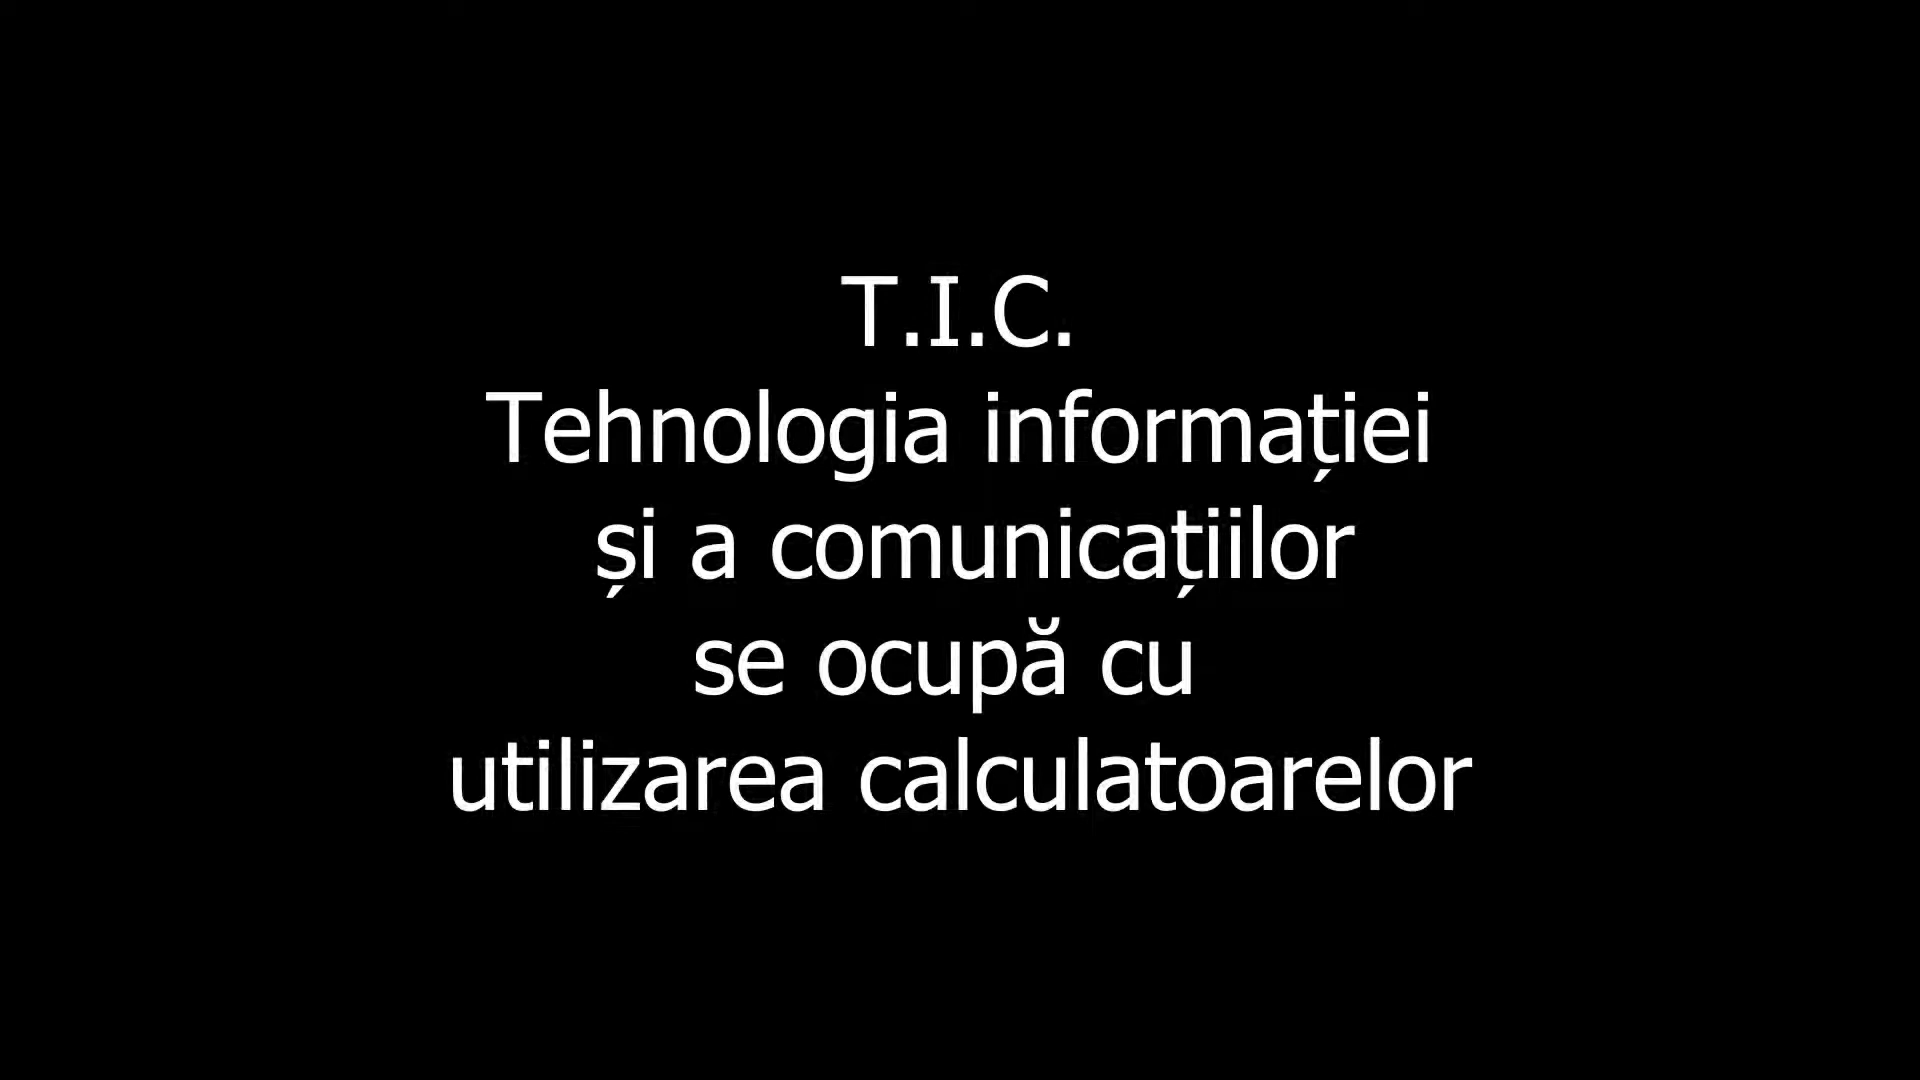 T.I.C.
Tehnologia informației
și a comunicațiilor
se ocupă cu
utilizarea calculatoarelor